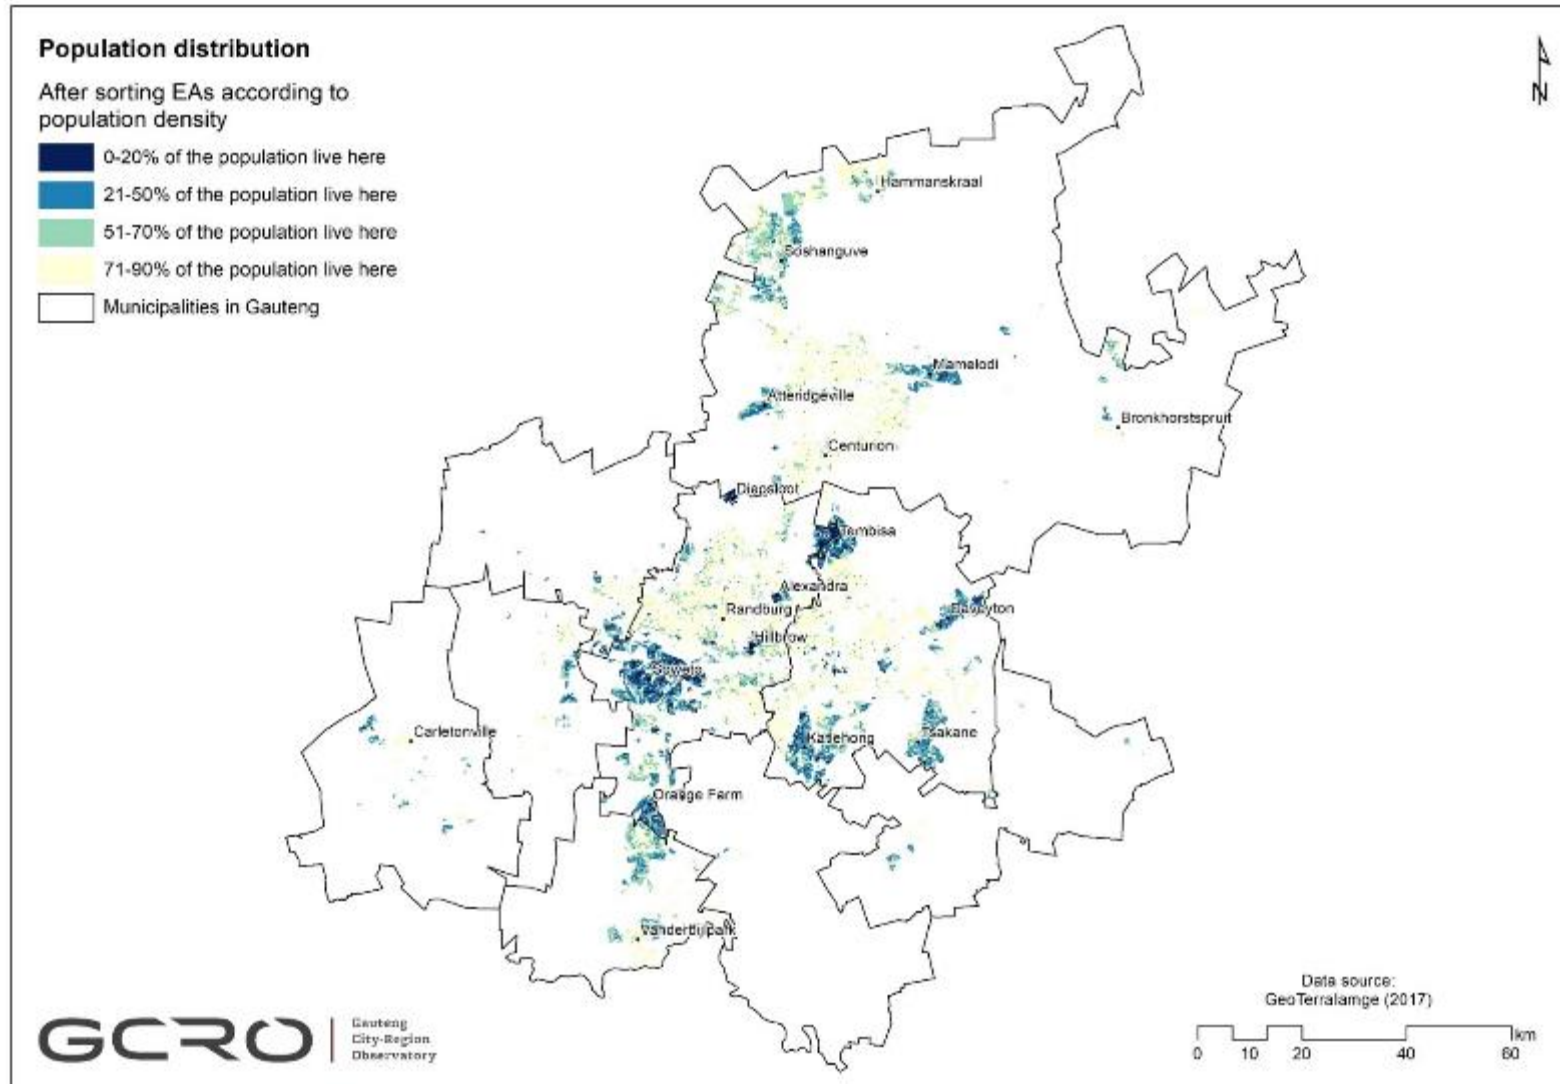 Population distribution
After sorting EAs according to
population density
0-20% of the population live here
21-50% of the population live here
51-70% of the population live here
71-90% of the population live here
Municipalities in Gauteng
N
Hammanskraal
Soshanguve
Mamelodi
Atteridgeville
Bronkhorstspruit
Centurion
Diepsloot
Tembisa
Alexandra
Daveyton
Randburg
Hillbrow
Soweto
Carletonville
Katlehong
Tsakane
Orange Farm
Vanderbijlpark
Data source:
GeoTerralamge (2017)
km
0 10 20 40 60
GCRO
Gauteng
City-Region
Observatory